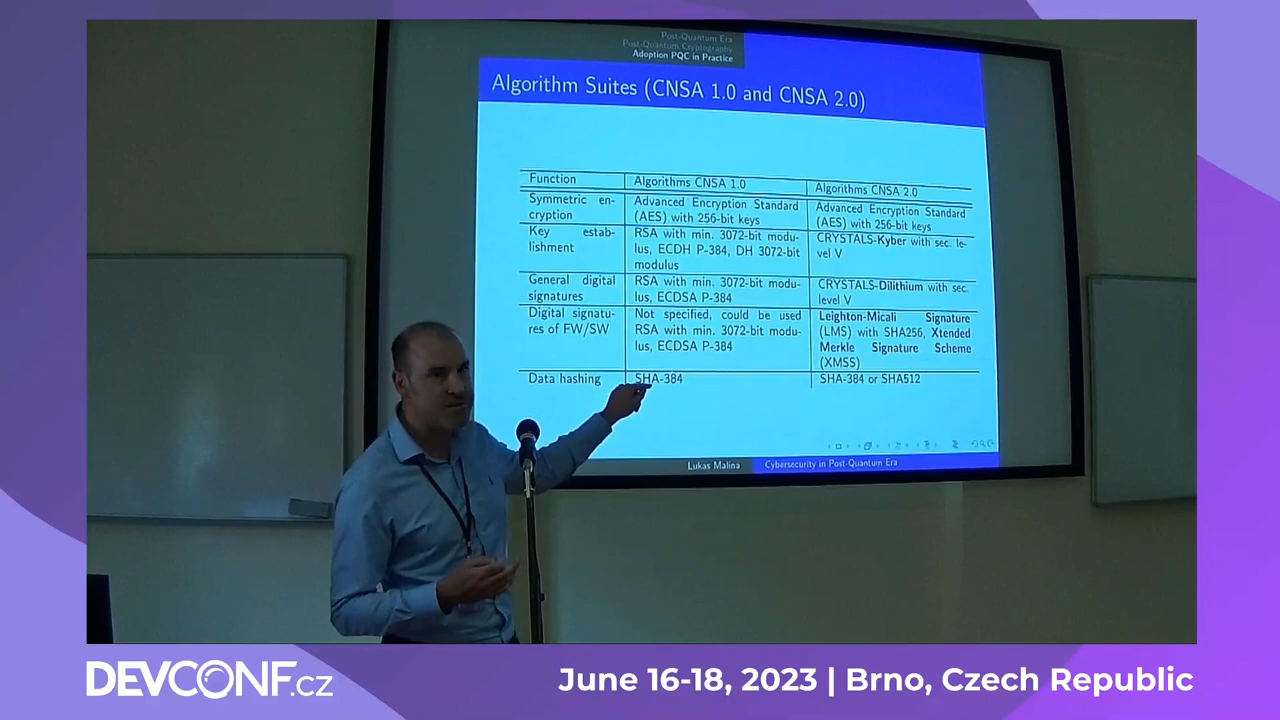 Post-Quantum Era
Post-Quantum Cryptography
Adoption PQC in Practice
Algorithm Suites (CNSA 1.0 and CNSA 2.0)
Function
Algorithms CNSA 1.0
Algorithms CNSA 2.0
Symmetric en-
cryption
Advanced Encryption Standard
(AES) with 256-bit keys
Advanced Encryption Standard
(AES) with 256-bit keys
Key estab-
lishment
RSA with min. 3072-bit modu-
lus, ECDH P-384, DH 3072-bit
modulus
CRYSTALS-Kyber with sec. le-
vel V
General digital
signatures
RSA with min. 3072-bit modu-
lus, ECDSA P-384
CRYSTALS-Dilithium with sec.
level V
Digital signatu-
res of FW/SW
Not specified, could be used
RSA with min. 3072-bit modu-
lus, ECDSA P-384
Leighton-Micali Signature
(LMS) with SHA256, Xtended
Merkle Signature Scheme
(XMSS)
Data hashing
SHA-384
SHA-384 or SHA512
Lukas Malina
Cybersecurity in Post-Quantum Era
DEVCONF.cz
June 16-18, 2023 | Brno, Czech Republic